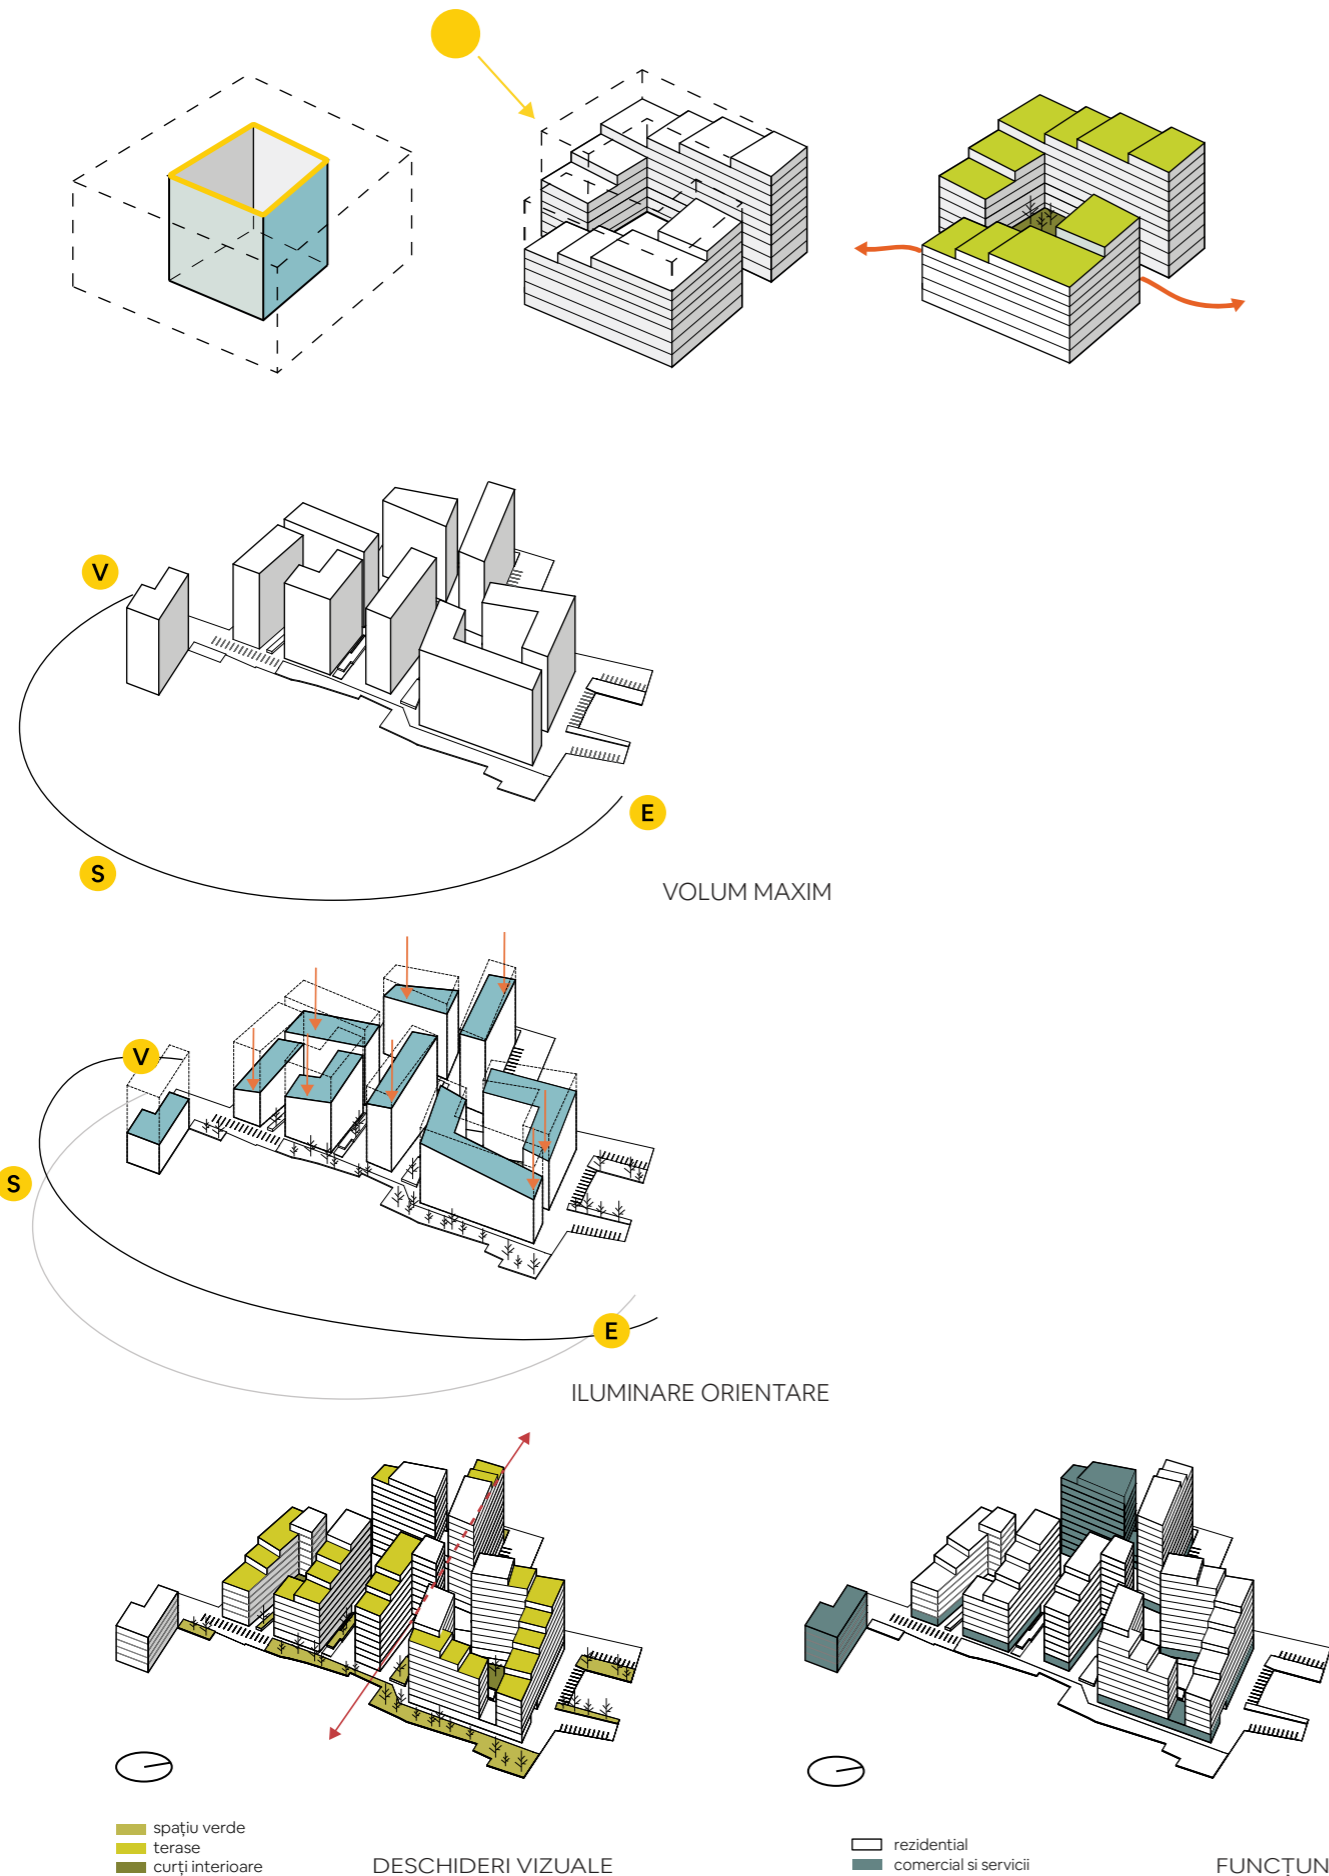 V
E
S
VOLUM MAXIM
V
S
E
ILUMINARE ORIENTARE
spațiu verde
terase
curți interioare
DESCHIDERI VIZUALE
rezidential
comercial si servicii
FUNCȚIUN